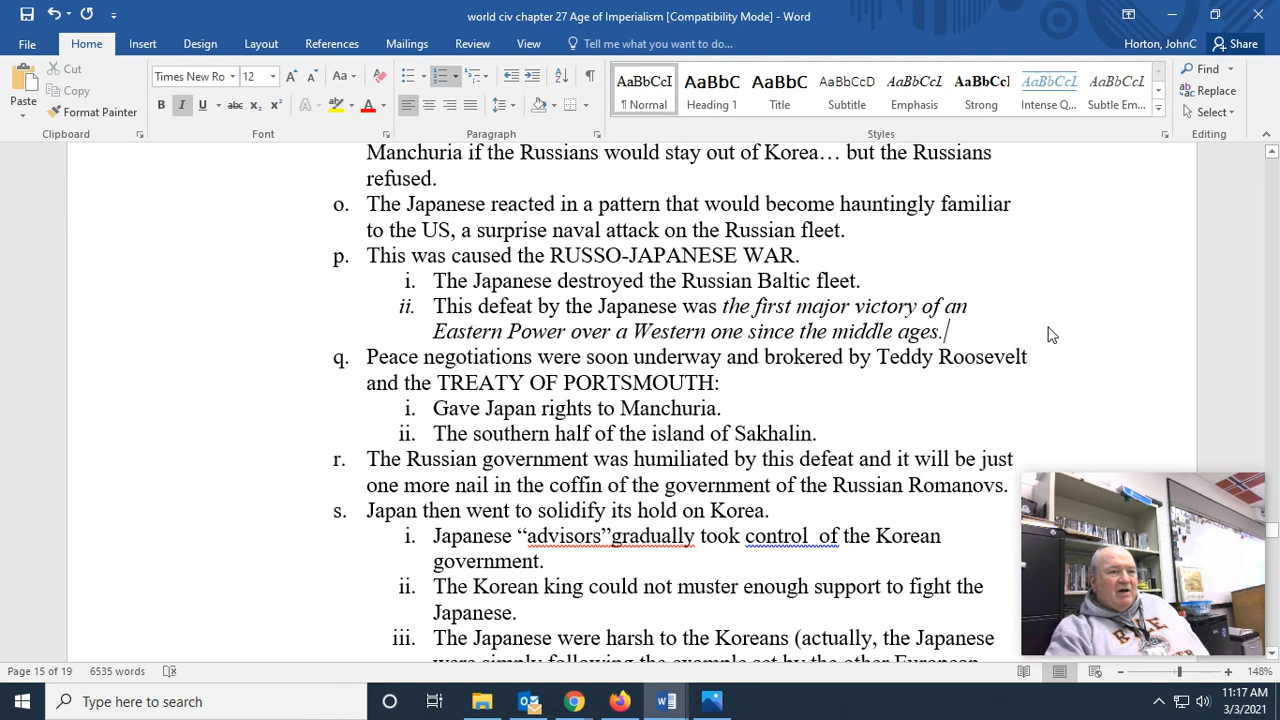 world civ chapter 27 Age of Imperialism [Compatibility Mode] - Word
File Home Insert Design Layout References Mailings Review View Tell me what you want to do... Horton, JohnC Share
Paste
Cut
Copy
Format Painter
Clipboard
Times New Ro 12
Font
Paragraph
AaBbCcI AaBbC AaBbC AaBbCcD AaBbCcI AaBbCcI AaBbCcI AaBbCcI
¶ Normal Heading 1 Title Subtitle Emphasis Strong Intense Q... Subtle Em...
Styles
Find
Replace
Select
Editing
Manchuria if the Russians would stay out of Korea… but the Russians
refused.
o. The Japanese reacted in a pattern that would become hauntingly familiar
to the US, a surprise naval attack on the Russian fleet.
p. This was caused the RUSSO-JAPANESE WAR.
i. The Japanese destroyed the Russian Baltic fleet.
ii. This defeat by the Japanese was the first major victory of an
Eastern Power over a Western one since the middle ages.
q. Peace negotiations were soon underway and brokered by Teddy Roosevelt
and the TREATY OF PORTSMOUTH:
i. Gave Japan rights to Manchuria.
ii. The southern half of the island of Sakhalin.
r. The Russian government was humiliated by this defeat and it will be just
one more nail in the coffin of the government of the Russian Romanovs.
s. Japan then went to solidify its hold on Korea.
i. Japanese “advisors”gradually took control of the Korean
government.
ii. The Korean king could not muster enough support to fight the
Japanese.
iii. The Japanese were harsh to the Koreans (actually, the Japanese
were simply following the example set by the other European
Page 15 of 19 6535 words 148%
Type here to search
11:17 AM
3/3/2021